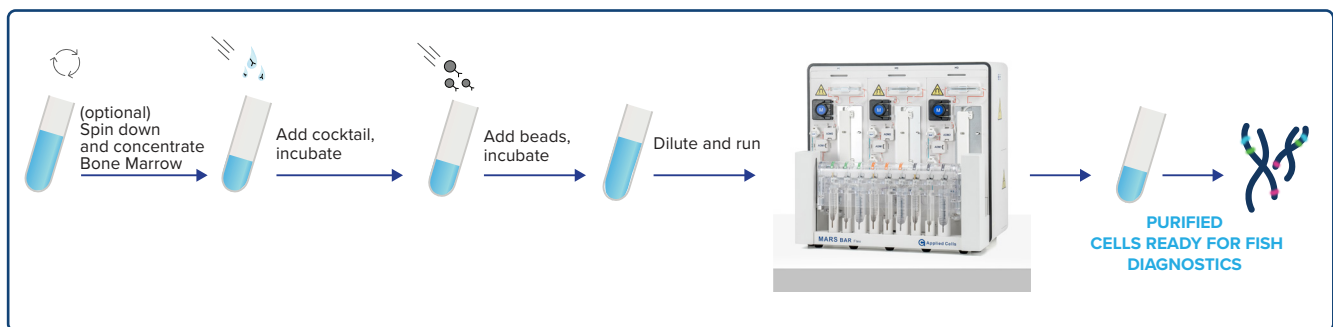 (optional)
Spin down
and concentrate
Bone Marrow
Add cocktail,
incubate
Add beads,
incubate
Dilute and run
MARS BAR
Applied Cells
PURIFIED
CELLS READY FOR FISH
DIAGNOSTICS